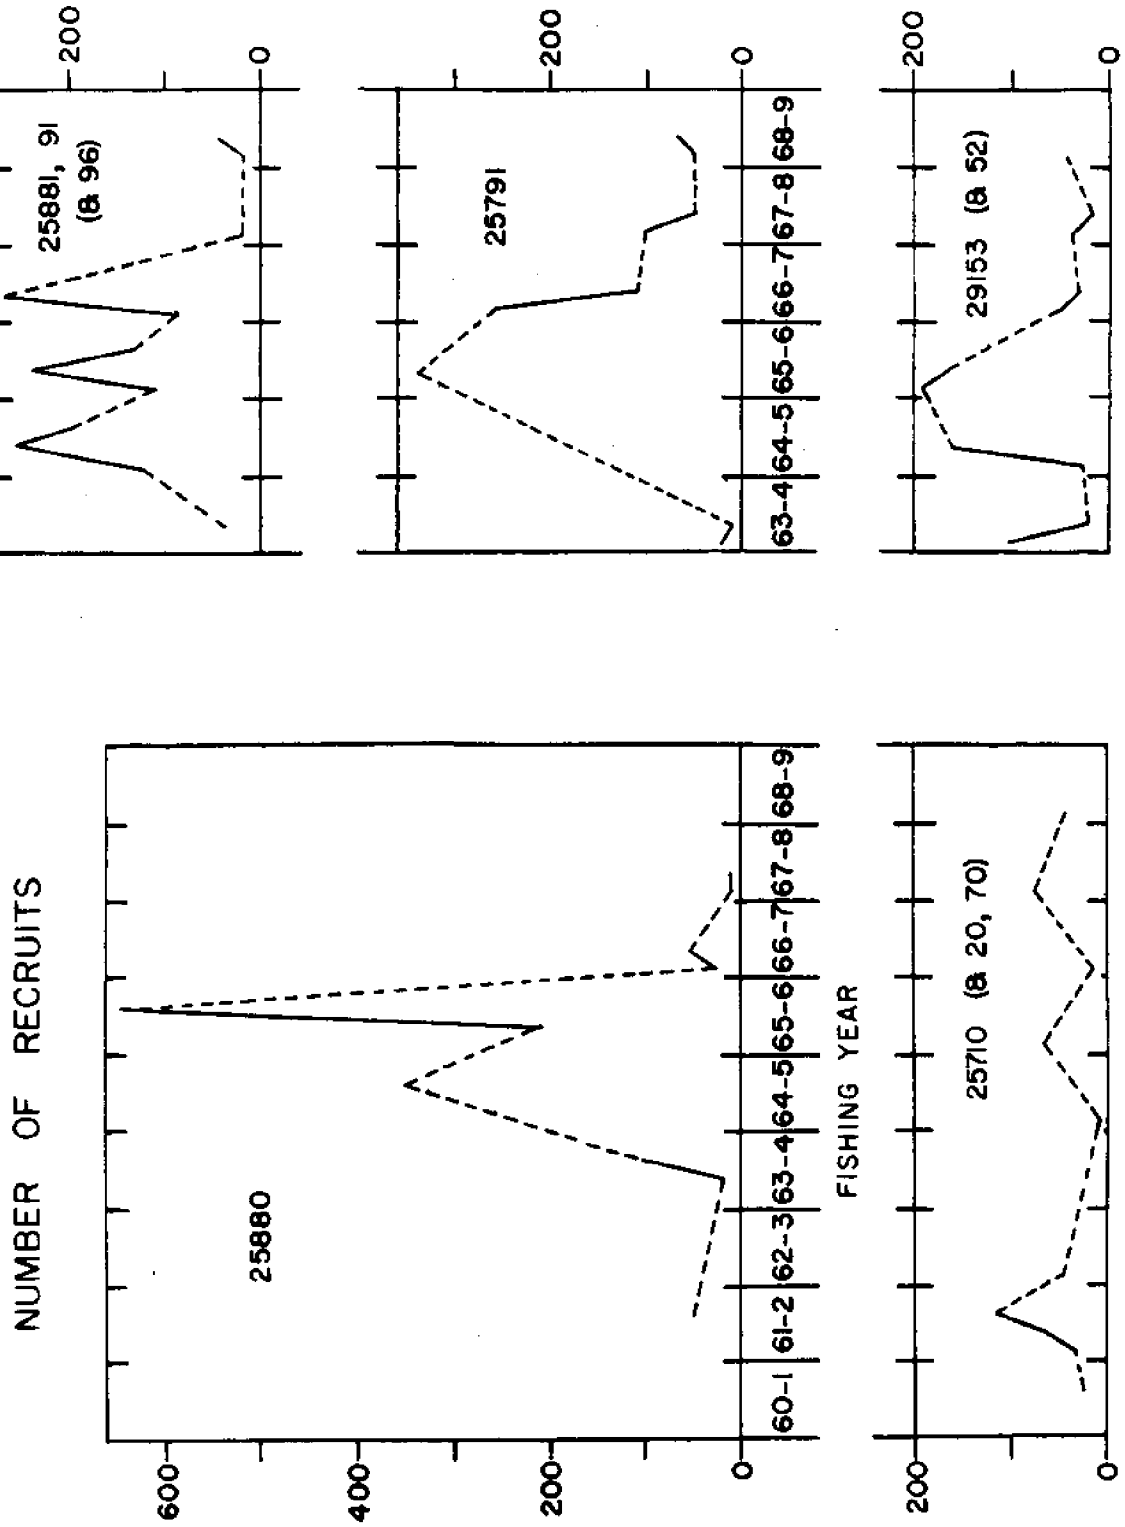 NUMBER OF RECRUITS
600
400
200
0
25880
60-1 61-2 62-3 63-4 64-5 65-6 66-7 67-8 68-9
FISHING YEAR
200
0
25710 (& 20, 70)
200
0
25881, 91
(& 96)
200
0
25791
63-4 64-5 65-6 66-7 67-8 68-9
200
0
29153 (& 52)